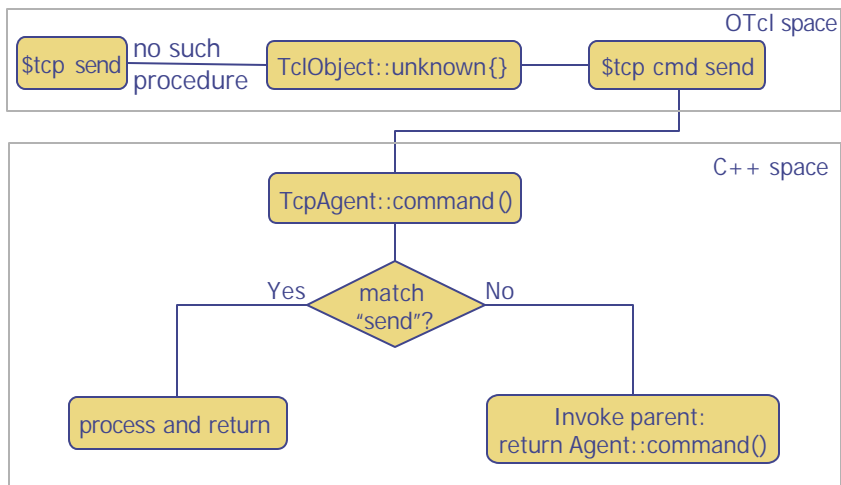 OTcl space
$tcp send
no such
procedure
TclObject::unknown{}
$tcp cmd send
C++ space
TcpAgent::command()
match
“send”?
Yes
No
process and return
Invoke parent:
return Agent::command()